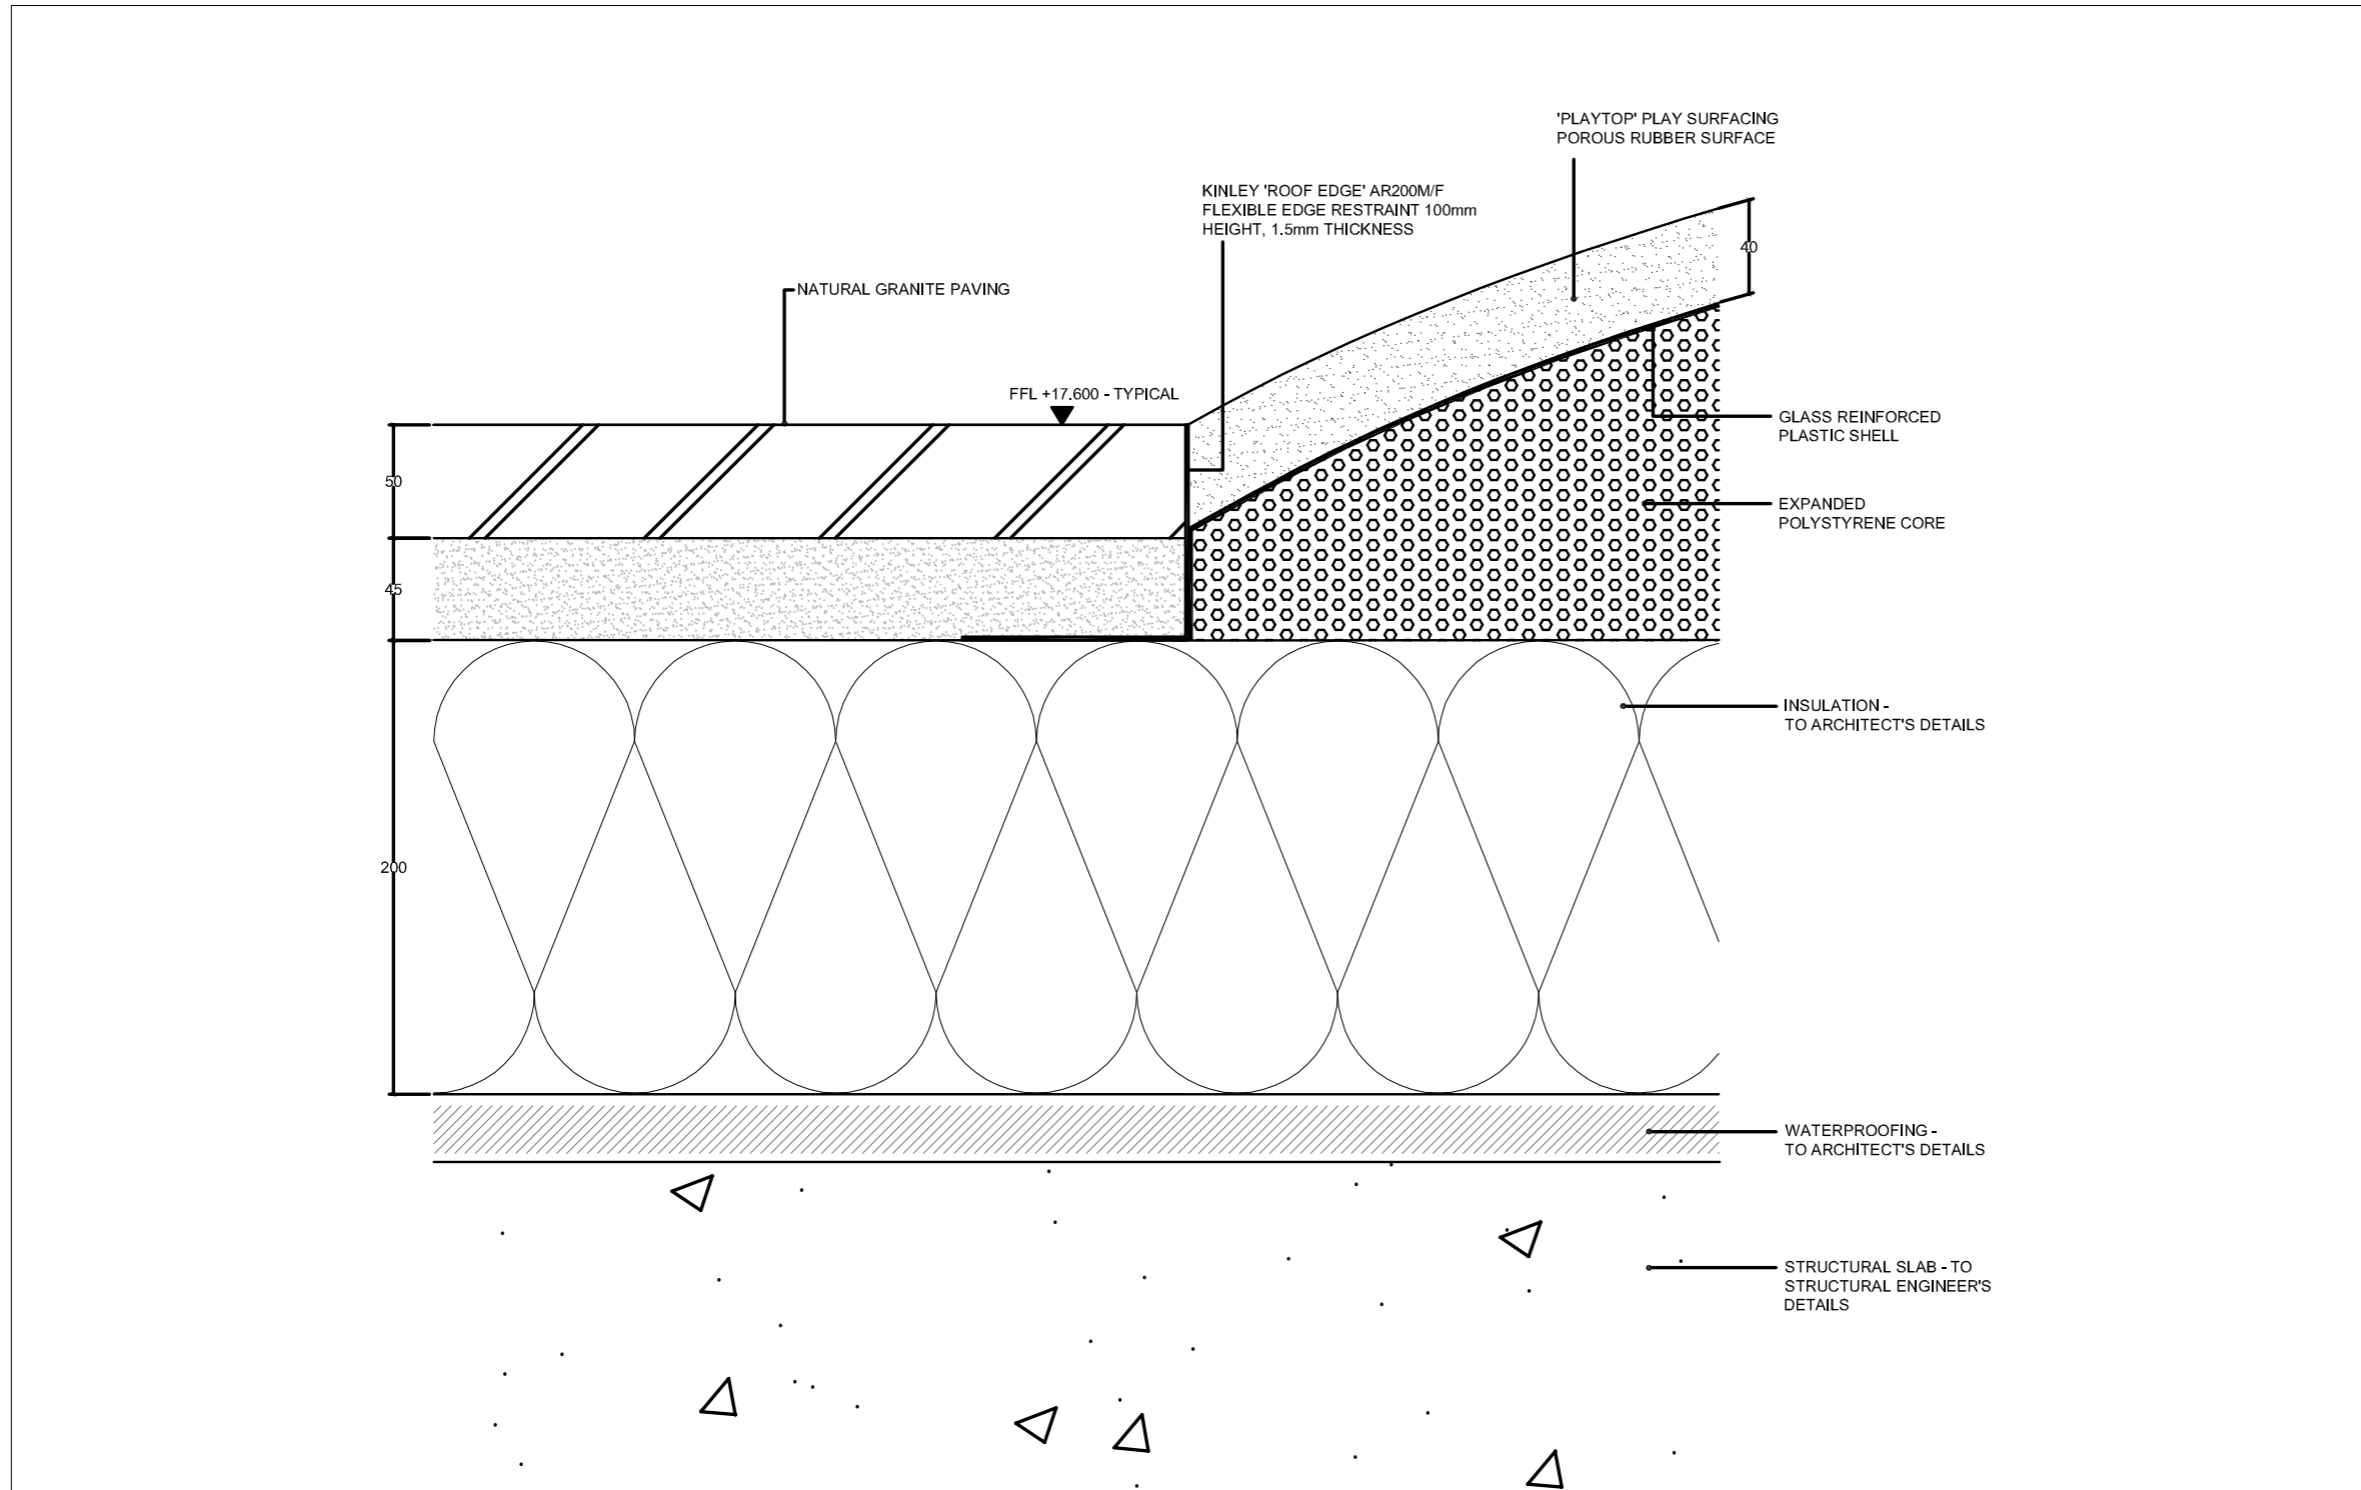 'PLAYTOP' PLAY SURFACING
POROUS RUBBER SURFACE
KINLEY 'ROOF EDGE' AR200M/F
FLEXIBLE EDGE RESTRAINT 100mm
HEIGHT, 1.5mm THICKNESS
40
NATURAL GRANITE PAVING
FFL +17.600 - TYPICAL
GLASS REINFORCED
PLASTIC SHELL
50
EXPANDED
POLYSTYRENE CORE
45
INSULATION -
TO ARCHITECT'S DETAILS
200
WATERPROOFING -
TO ARCHITECT'S DETAILS
STRUCTURAL SLAB - TO
STRUCTURAL ENGINEER'S
DETAILS